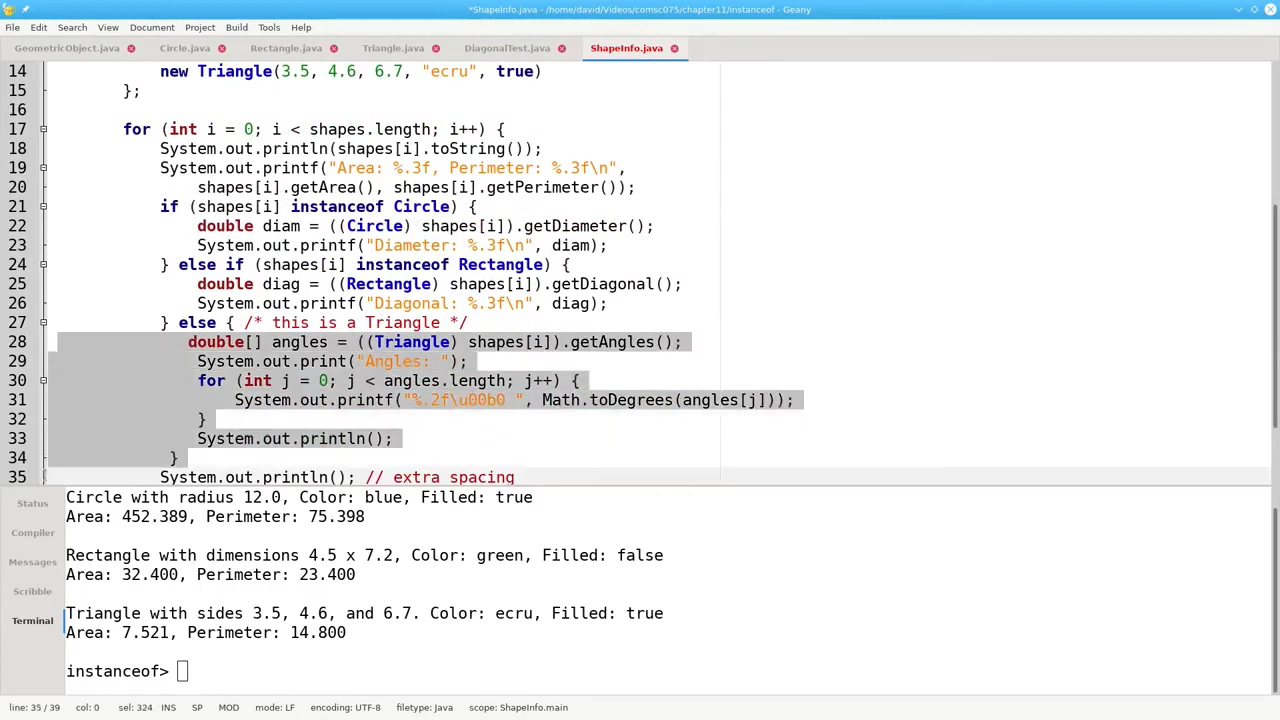 *ShapeInfo.java - /home/david/Videos/comsc075/chapter11/instanceof - Geany
File Edit Search View Document Project Build Tools Help
GeometricObject.java Circle.java Rectangle.java Triangle.java DiagonalTest.java ShapeInfo.java
14 new Triangle(3.5, 4.6, 6.7, "ecru", true)
15 };
16
17 for (int i = 0; i < shapes.length; i++) {
18 System.out.println(shapes[i].toString());
19 System.out.printf("Area: %.3f, Perimeter: %.3f\n",
20 shapes[i].getArea(), shapes[i].getPerimeter());
21 if (shapes[i] instanceof Circle) {
22 double diam = ((Circle) shapes[i]).getDiameter();
23 System.out.printf("Diameter: %.3f\n", diam);
24 } else if (shapes[i] instanceof Rectangle) {
25 double diag = ((Rectangle) shapes[i]).getDiagonal();
26 System.out.printf("Diagonal: %.3f\n", diag);
27 } else { /* this is a Triangle */
28 double[] angles = ((Triangle) shapes[i]).getAngles();
29 System.out.print("Angles: ");
30 for (int j = 0; j < angles.length; j++) {
31 System.out.printf("%.2f\u00b0 ", Math.toDegrees(angles[j]));
32 }
33 System.out.println();
34 }
35 System.out.println(); // extra spacing
Status
Compiler
Messages
Scribble
Terminal
Circle with radius 12.0, Color: blue, Filled: true
Area: 452.389, Perimeter: 75.398
Rectangle with dimensions 4.5 x 7.2, Color: green, Filled: false
Area: 32.400, Perimeter: 23.400
Triangle with sides 3.5, 4.6, and 6.7. Color: ecru, Filled: true
Area: 7.521, Perimeter: 14.800
instanceof>
line: 35 / 39 col: 0 sel: 324 INS SP MOD mode: LF encoding: UTF-8 filetype: Java scope: ShapeInfo.main